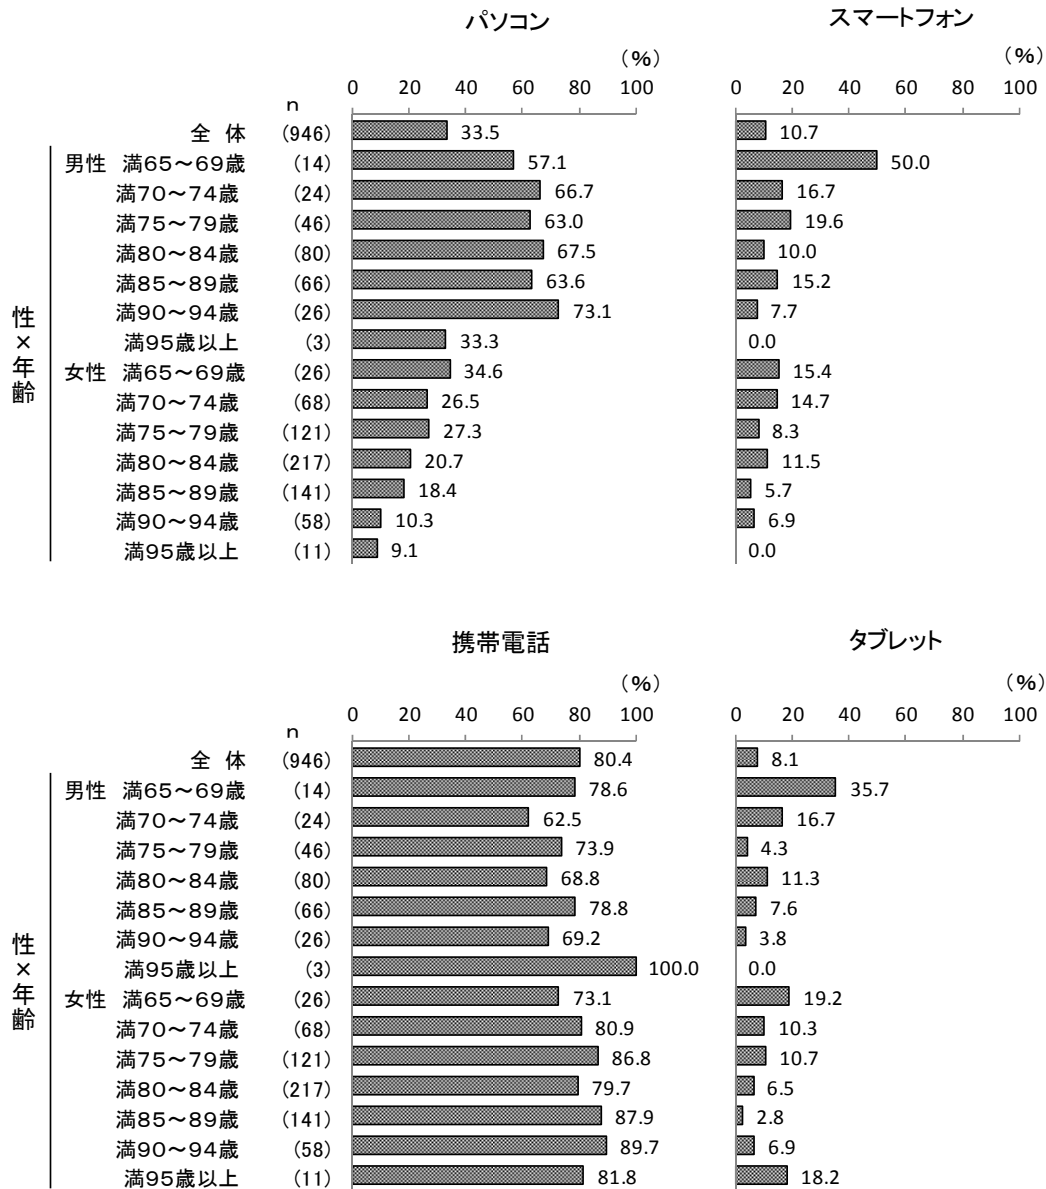 パソコン スマートフォン
(%) (%)
0 20 40 60 80 100 0 20 40 60 80 100
n
全 体 (946) 33.5 10.7
男性 満65～69歳 (14) 57.1 50.0
満70～74歳 (24) 66.7 16.7
満75～79歳 (46) 63.0 19.6
満80～84歳 (80) 67.5 10.0
満85～89歳 (66) 63.6 15.2
満90～94歳 (26) 73.1 7.7
満95歳以上 (3) 33.3 0.0
女性 満65～69歳 (26) 34.6 15.4
満70～74歳 (68) 26.5 14.7
満75～79歳 (121) 27.3 8.3
満80～84歳 (217) 20.7 11.5
満85～89歳 (141) 18.4 5.7
満90～94歳 (58) 10.3 6.9
満95歳以上 (11) 9.1 0.0
性×年齢
携帯電話 タブレット
(%) (%)
0 20 40 60 80 100 0 20 40 60 80 100
n
全 体 (946) 80.4 8.1
男性 満65～69歳 (14) 78.6 35.7
満70～74歳 (24) 62.5 16.7
満75～79歳 (46) 73.9 4.3
満80～84歳 (80) 68.8 11.3
満85～89歳 (66) 78.8 7.6
満90～94歳 (26) 69.2 3.8
満95歳以上 (3) 100.0 0.0
女性 満65～69歳 (26) 73.1 19.2
満70～74歳 (68) 80.9 10.3
満75～79歳 (121) 86.8 10.7
満80～84歳 (217) 79.7 6.5
満85～89歳 (141) 87.9 2.8
満90～94歳 (58) 89.7 6.9
満95歳以上 (11) 81.8 18.2
性×年齢